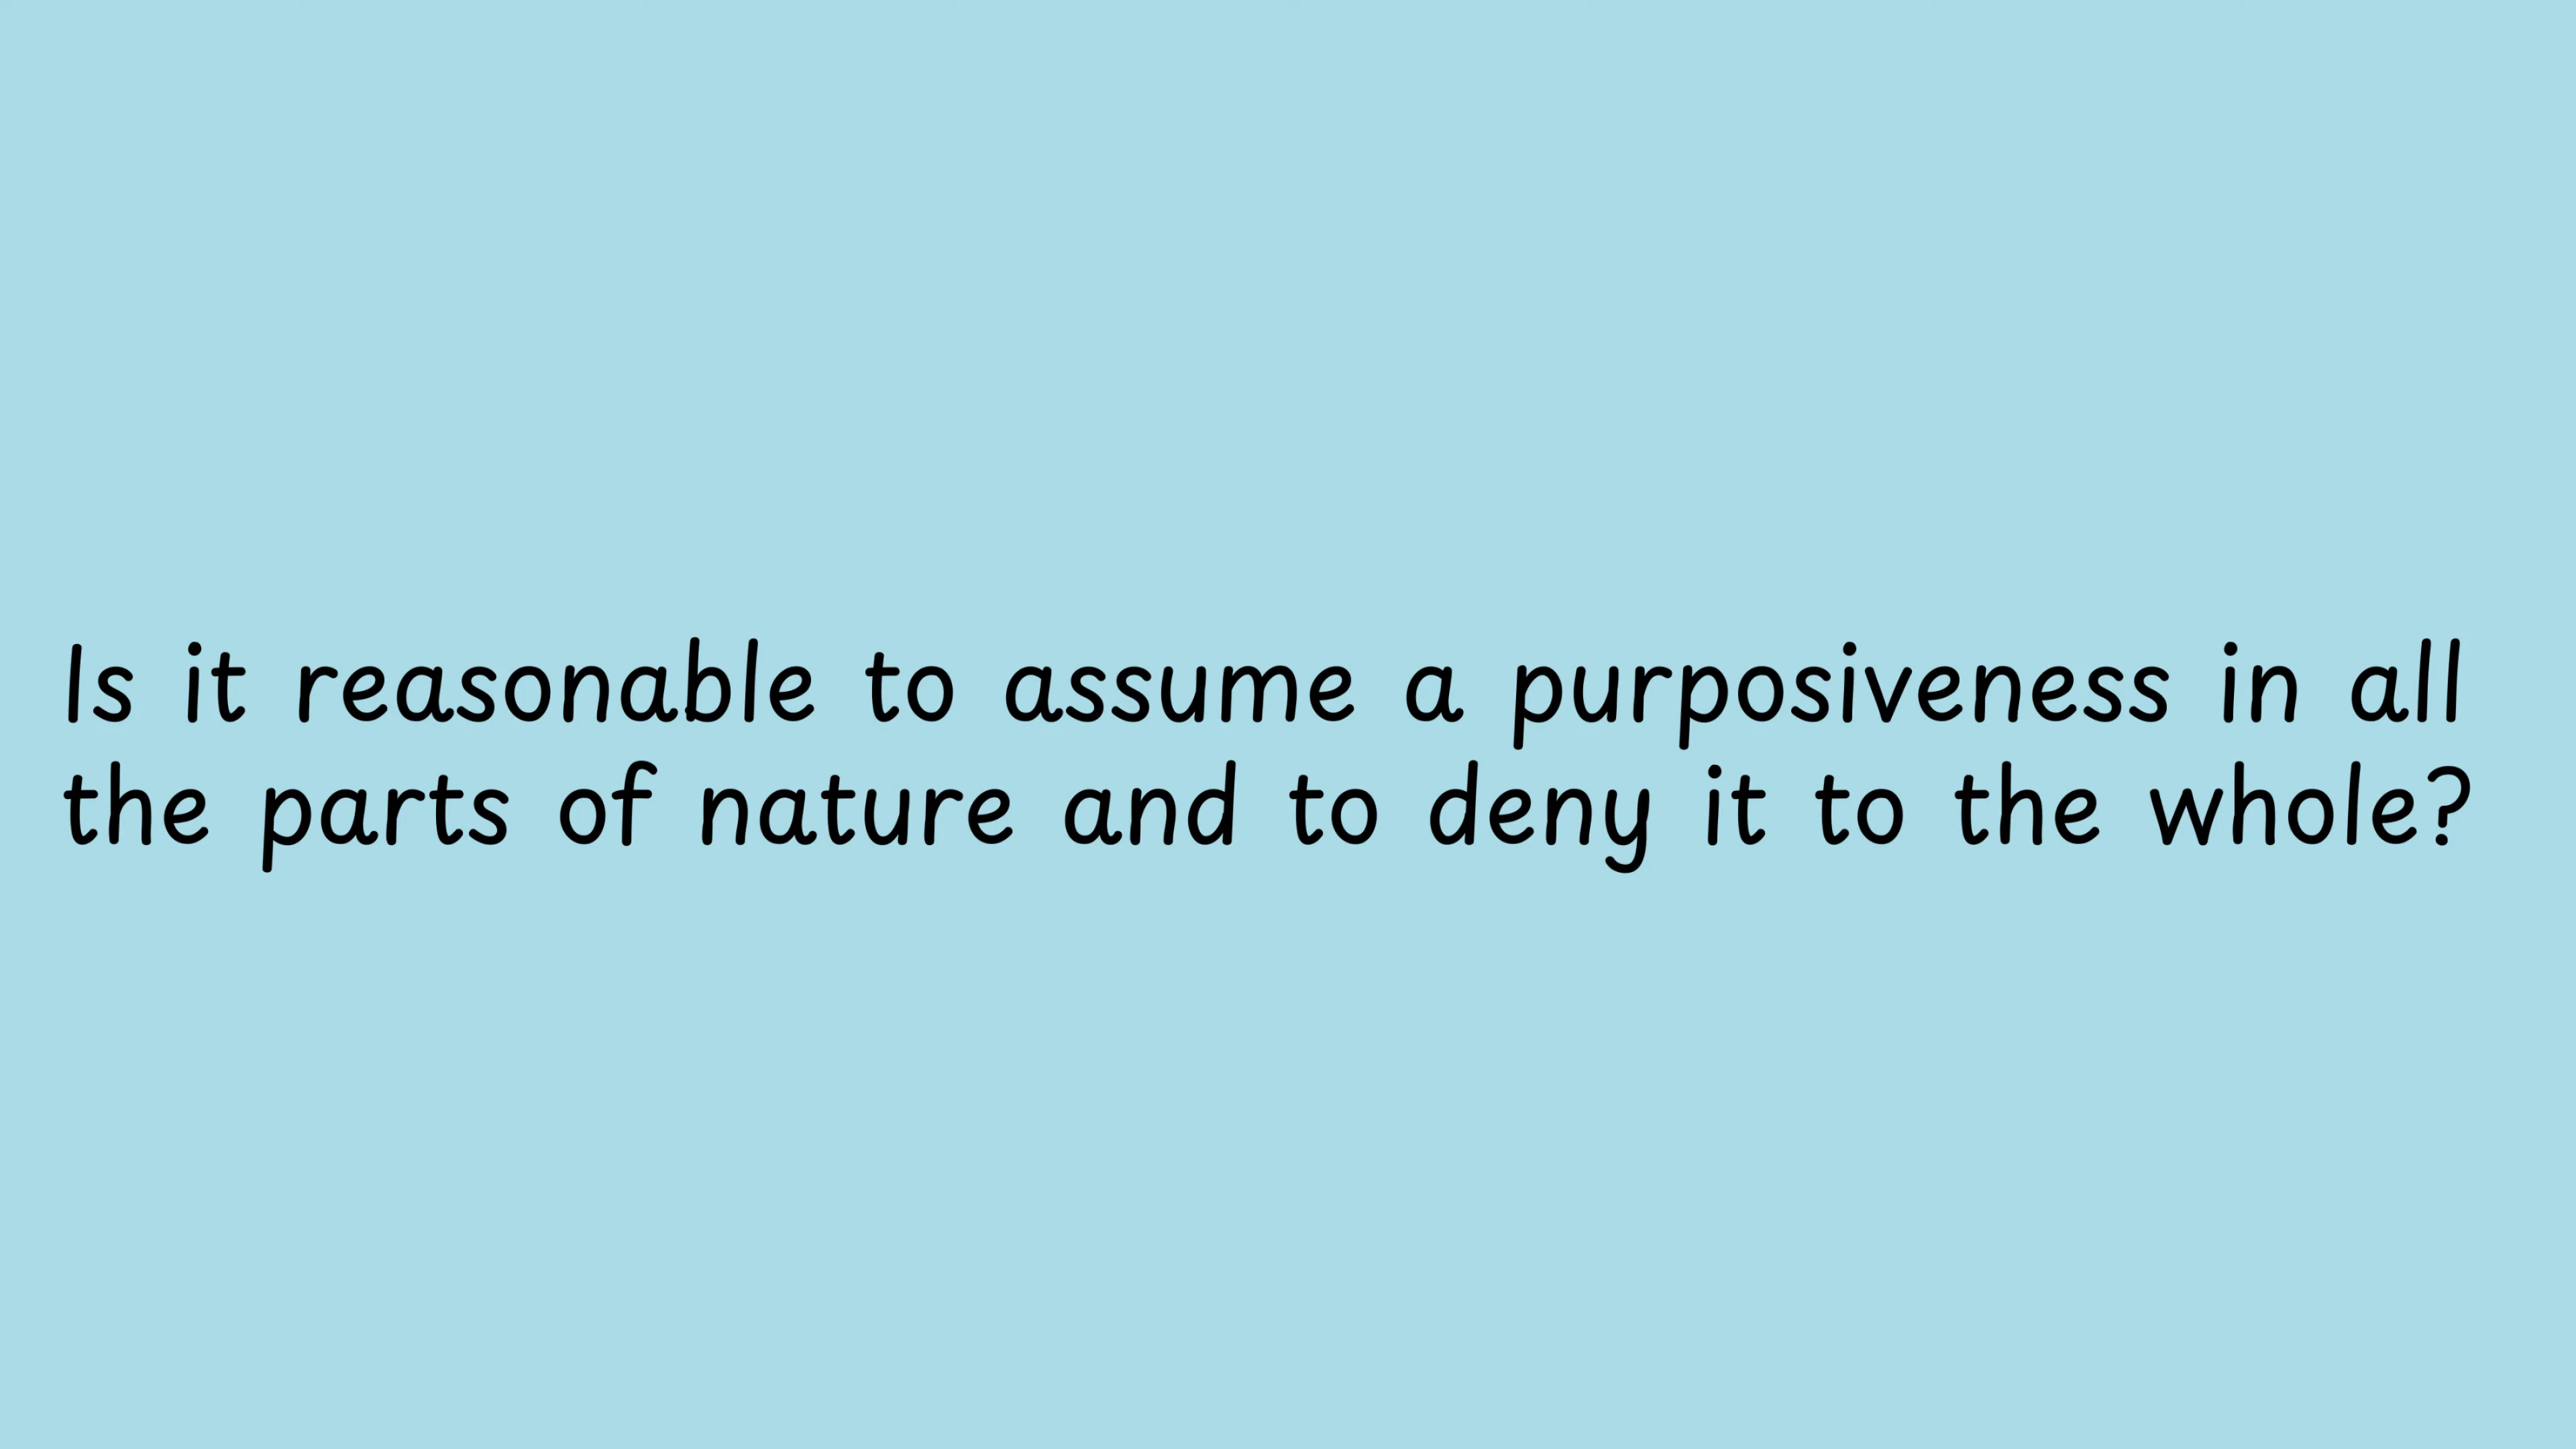 Is it reasonable to assume a purposiveness in all
the parts of nature and to deny it to the whole?